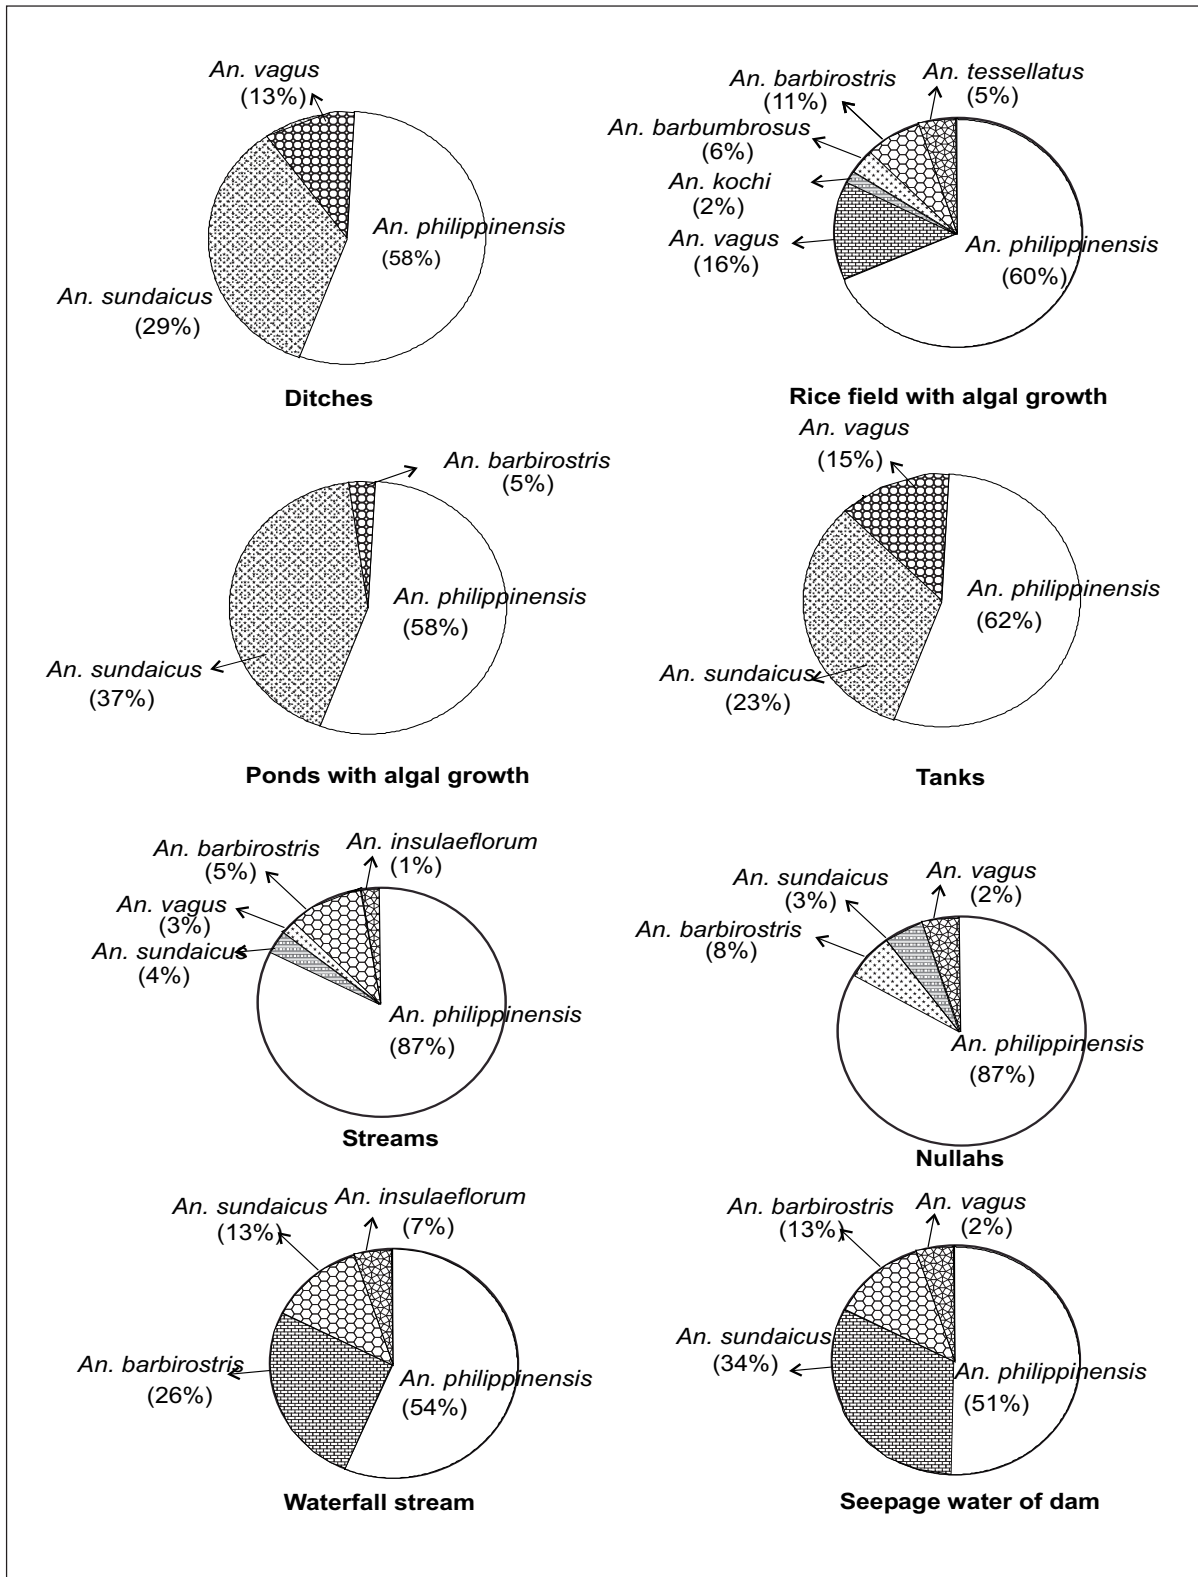 An. vagus
(13%)
An. philippinensis
(58%)
An. sundaicus
(29%)
Ditches
An. barbirostris
(11%)
An. tessellatus
(5%)
An. barbumbrosus
(6%)
An. kochi
(2%)
An. vagus
(16%)
An. philippinensis
(60%)
Rice field with algal growth
An. barbirostris
(5%)
An. philippinensis
(58%)
An. sundaicus
(37%)
Ponds with algal growth
An. vagus
(15%)
An. philippinensis
(62%)
An. sundaicus
(23%)
Tanks
An. insulaeflorum
(1%)
An. barbirostris
(5%)
An. vagus
(3%)
An. sundaicus
(4%)
An. philippinensis
(87%)
Streams
An. vagus
(2%)
An. sundaicus
(3%)
An. barbirostris
(8%)
An. philippinensis
(87%)
Nullahs
An. insulaeflorum
(7%)
An. sundaicus
(13%)
An. barbirostris
(26%)
An. philippinensis
(54%)
Waterfall stream
An. vagus
(2%)
An. barbirostris
(13%)
An. sundaicus
(34%)
An. philippinensis
(51%)
Seepage water of dam